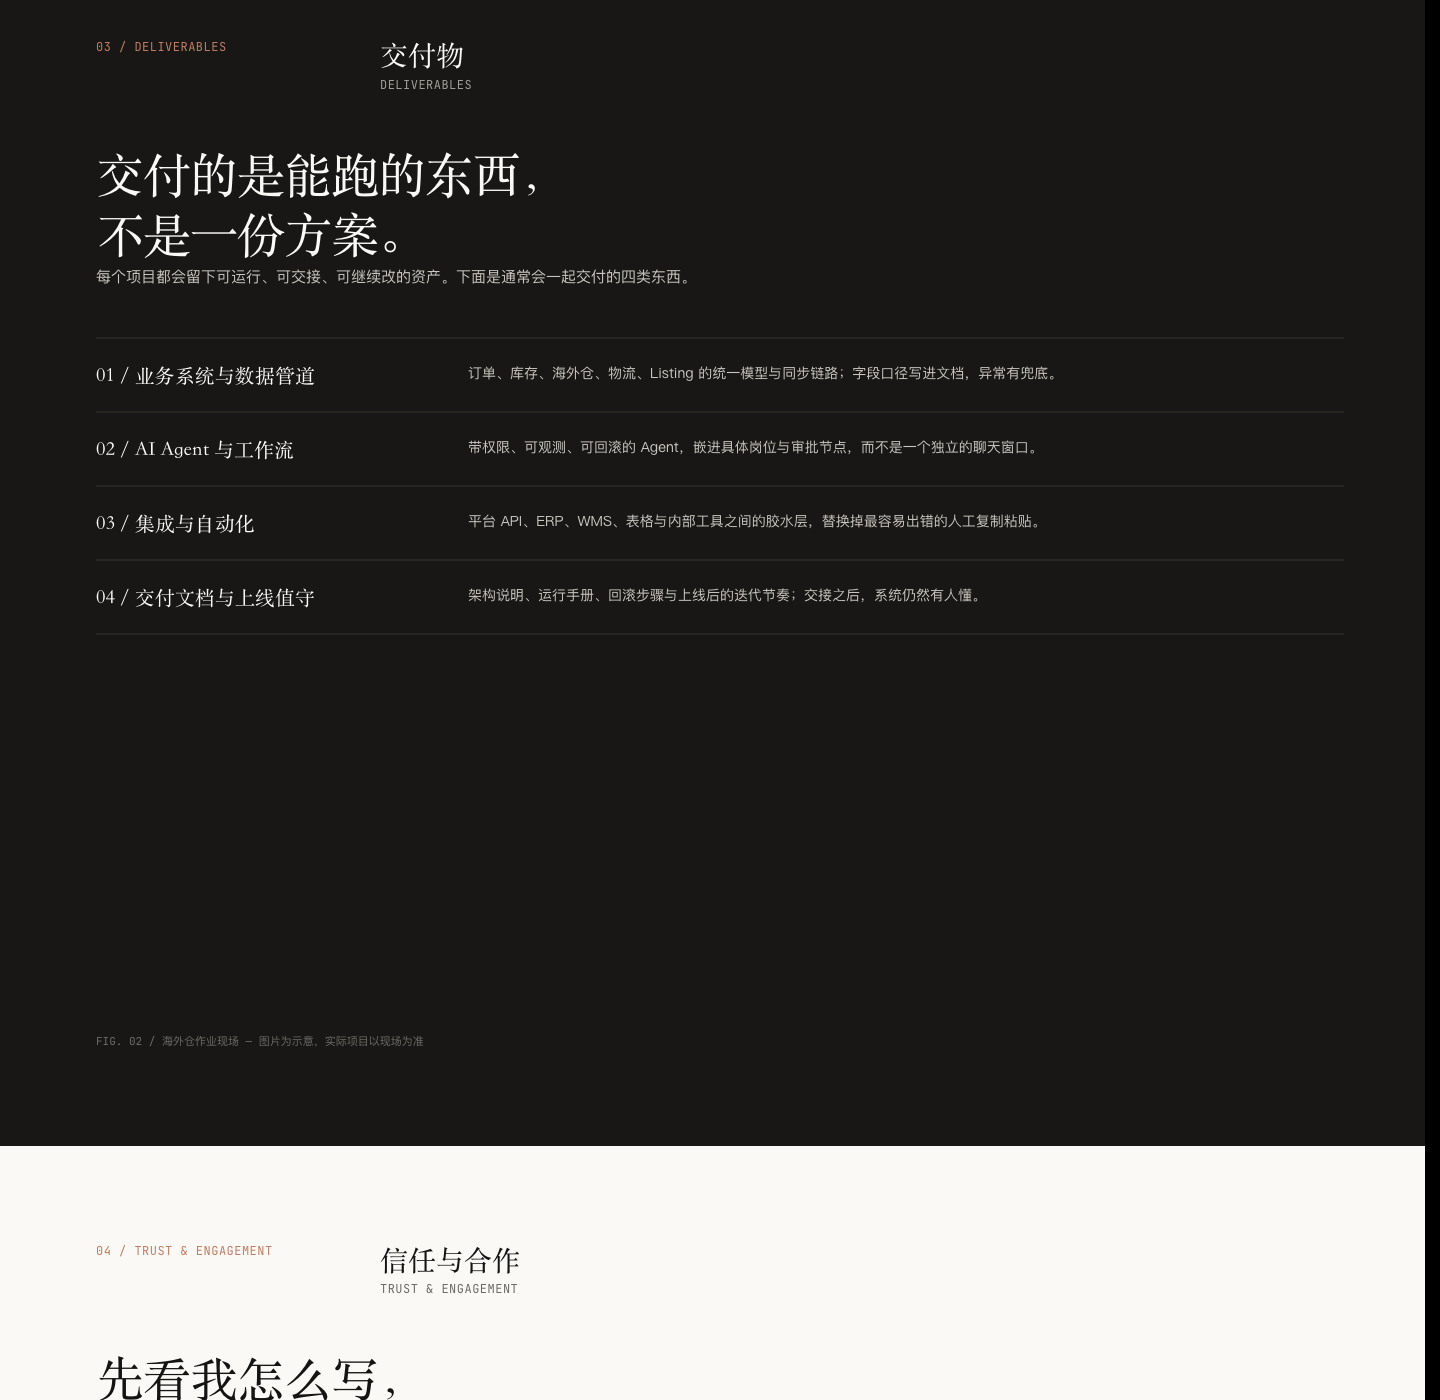 03 / DELIVERABLES
交付物
DELIVERABLES
交付的是能跑的东西，
不是一份方案。
每个项目都会留下可运行、可交接、可继续改的资产。下面是通常会一起交付的四类东西。
01 / 业务系统与数据管道
订单、库存、海外仓、物流、Listing 的统一模型与同步链路；字段口径写进文档，异常有兜底。
02 / AI Agent 与工作流
带权限、可观测、可回滚的 Agent，嵌进具体岗位与审批节点，而不是一个独立的聊天窗口。
03 / 集成与自动化
平台 API、ERP、WMS、表格与内部工具之间的胶水层，替换掉最容易出错的人工复制粘贴。
04 / 交付文档与上线值守
架构说明、运行手册、回滚步骤与上线后的迭代节奏；交接之后，系统仍然有人懂。
FIG. 02 / 海外仓作业现场 — 图片为示意，实际项目以现场为准
04 / TRUST & ENGAGEMENT
信任与合作
TRUST & ENGAGEMENT
先看我怎么写，